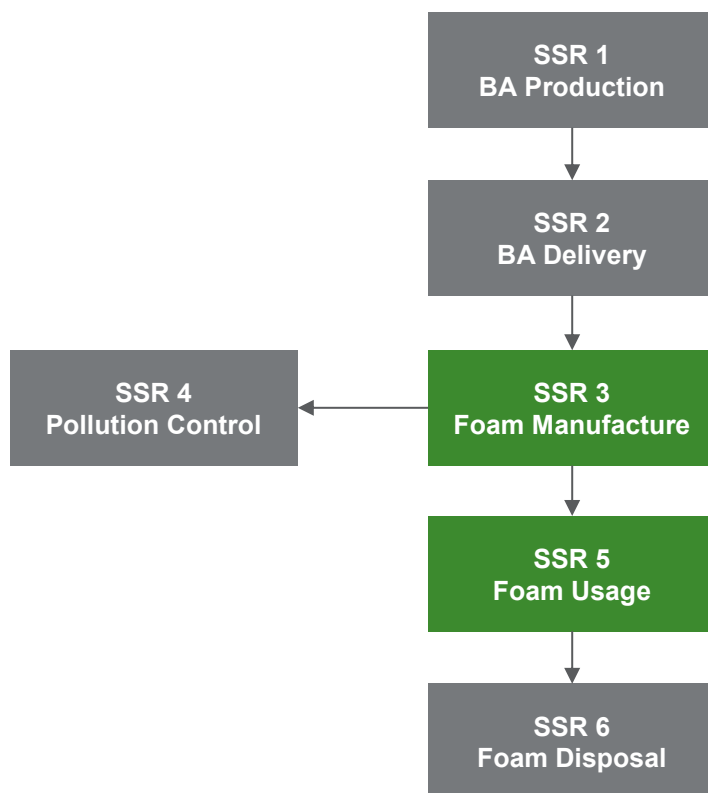 SSR 1
BA Production
SSR 2
BA Delivery
SSR 4
Pollution Control
SSR 3
Foam Manufacture
SSR 5
Foam Usage
SSR 6
Foam Disposal